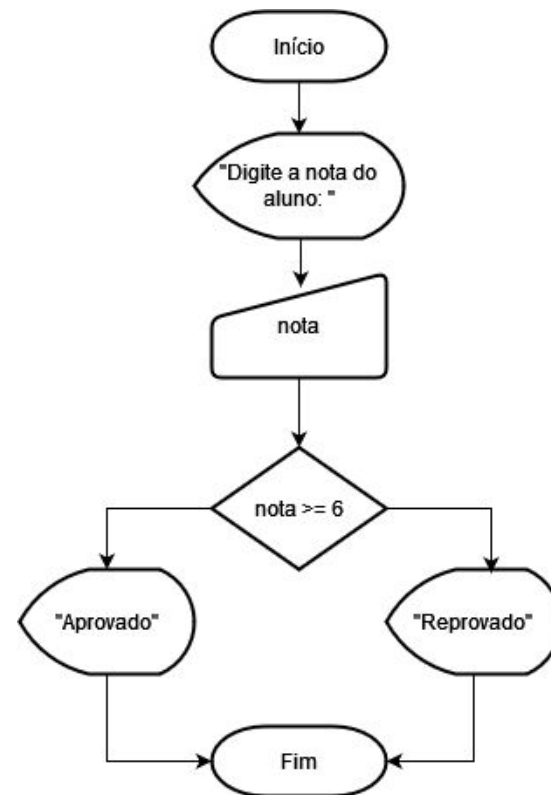 Início
"Digite a nota do
aluno: "
nota
nota >= 6
"Aprovado"
"Reprovado"
Fim